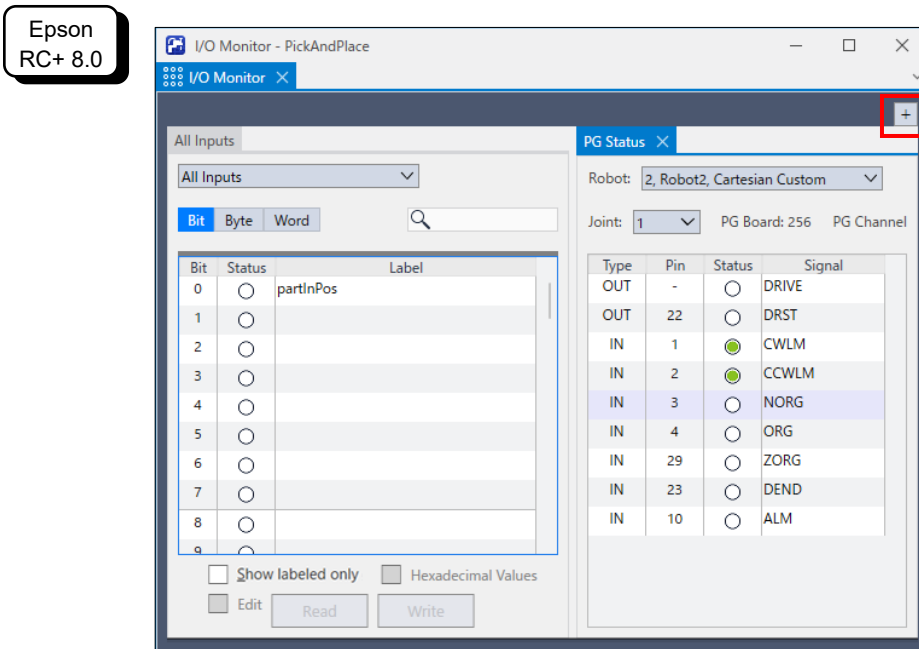 Epson
RC+ 8.0
I/O Monitor - PickAndPlace
I/O Monitor
+
All Inputs
All Inputs
Bit Byte Word
Bit Status Label
0 partInPos
1
2
3
4
5
6
7
8
9
Show labeled only Hexadecimal Values
Edit Read Write
PG Status
Robot: 2, Robot2, Cartesian Custom
Joint: 1 PG Board: 256 PG Channel
Type Pin Status Signal
OUT - DRIVE
OUT 22 DRST
IN 1 CWLM
IN 2 CCWLM
IN 3 NORG
IN 4 ORG
IN 29 ZORG
IN 23 DEND
IN 10 ALM